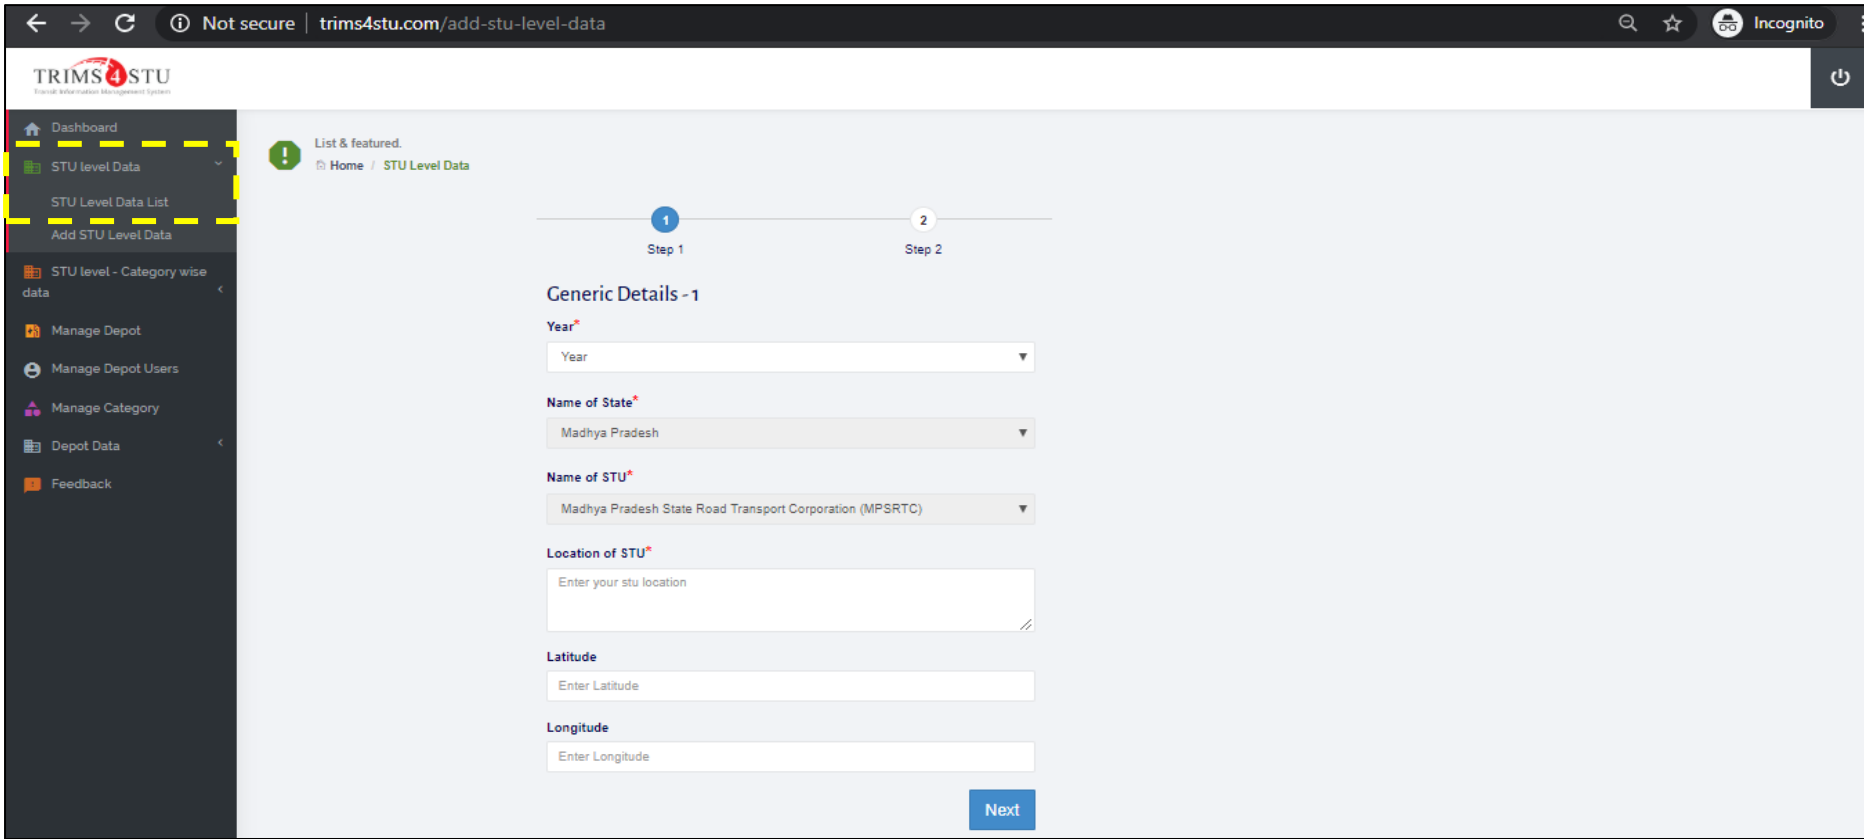 Not secure | trims4stu.com/add-stu-level-data
Incognito
TRIMS4STU
Transit Information Management System
Dashboard
STU level Data
STU Level Data List
Add STU Level Data
STU level - Category wise
data
Manage Depot
Manage Depot Users
Manage Category
Depot Data
Feedback
List & featured.
Home / STU Level Data
1
2
Step 1
Step 2
Generic Details - 1
Year*
Year
Name of State*
Madhya Pradesh
Name of STU*
Madhya Pradesh State Road Transport Corporation (MPSRTC)
Location of STU*
Enter your stu location
Latitude
Enter Latitude
Longitude
Enter Longitude
Next